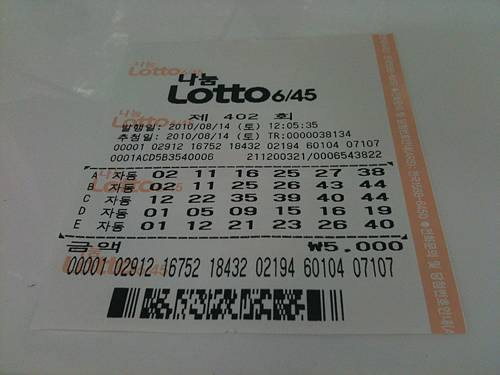 나눔
Lotto 6/45
제 402 회
발행일: 2010/08/14 (토) 12:05:35
추첨일: 2010/08/14 (토) TR:0000038134
00001 02912 16752 18432 02194 60104 07107
0001ACD5B3540006 211200321/0006543822
A 자동 02 11 16 25 27 38
B 자동 02 11 25 26 43 44
C 자동 12 22 35 39 40 44
D 자동 01 05 09 15 16 19
E 자동 01 12 21 23 26 40
금액 ₩5,000
00001 02912 16752 18432 02194 60104 07107